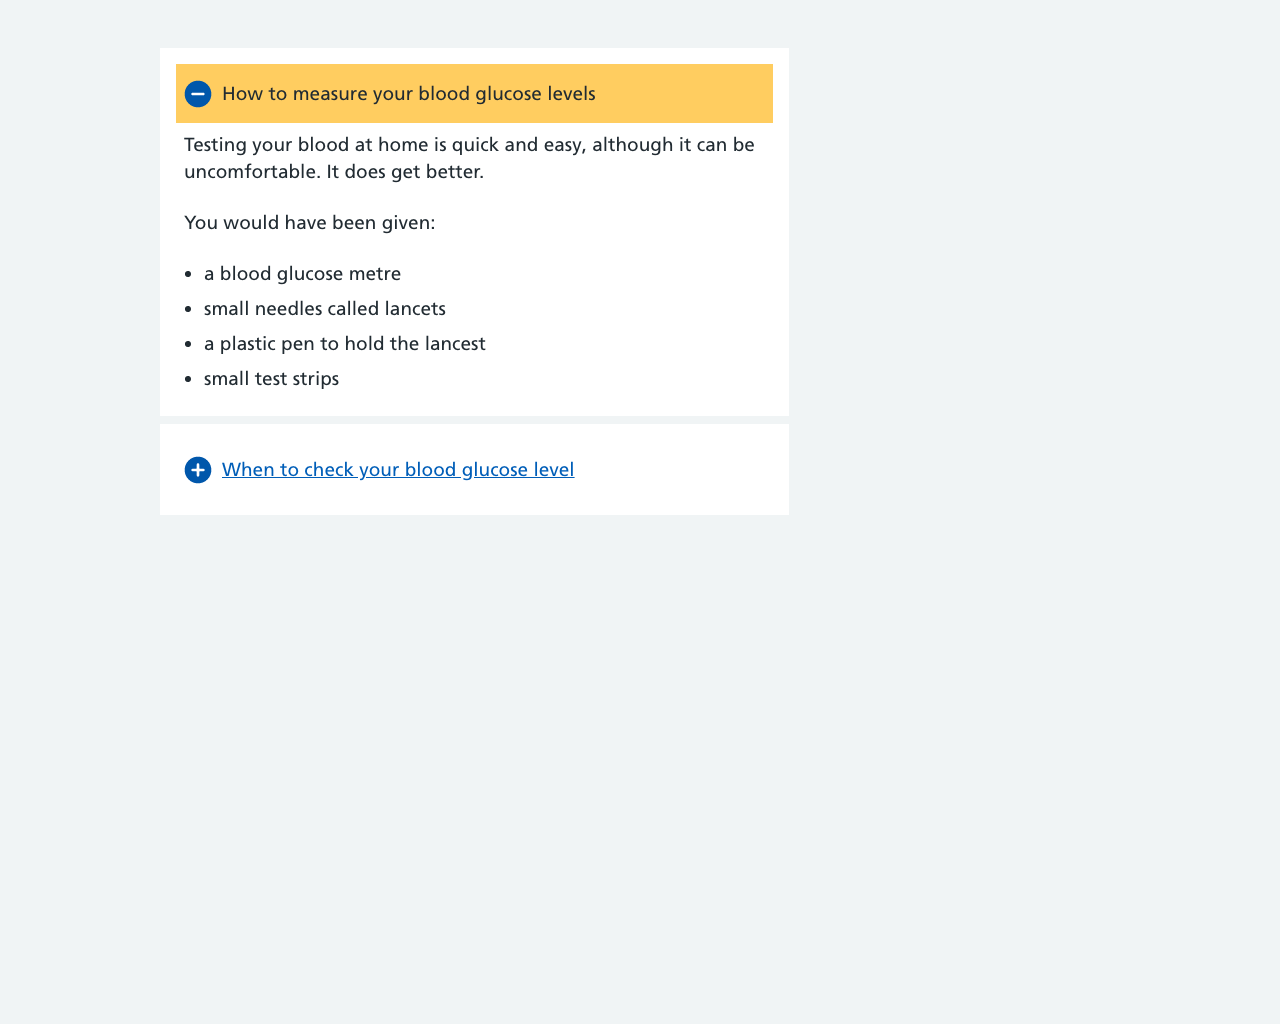 How to measure your blood glucose levels
Testing your blood at home is quick and easy, although it can be
uncomfortable. It does get better.
You would have been given:
a blood glucose metre
small needles called lancets
a plastic pen to hold the lancest
small test strips
When to check your blood glucose level